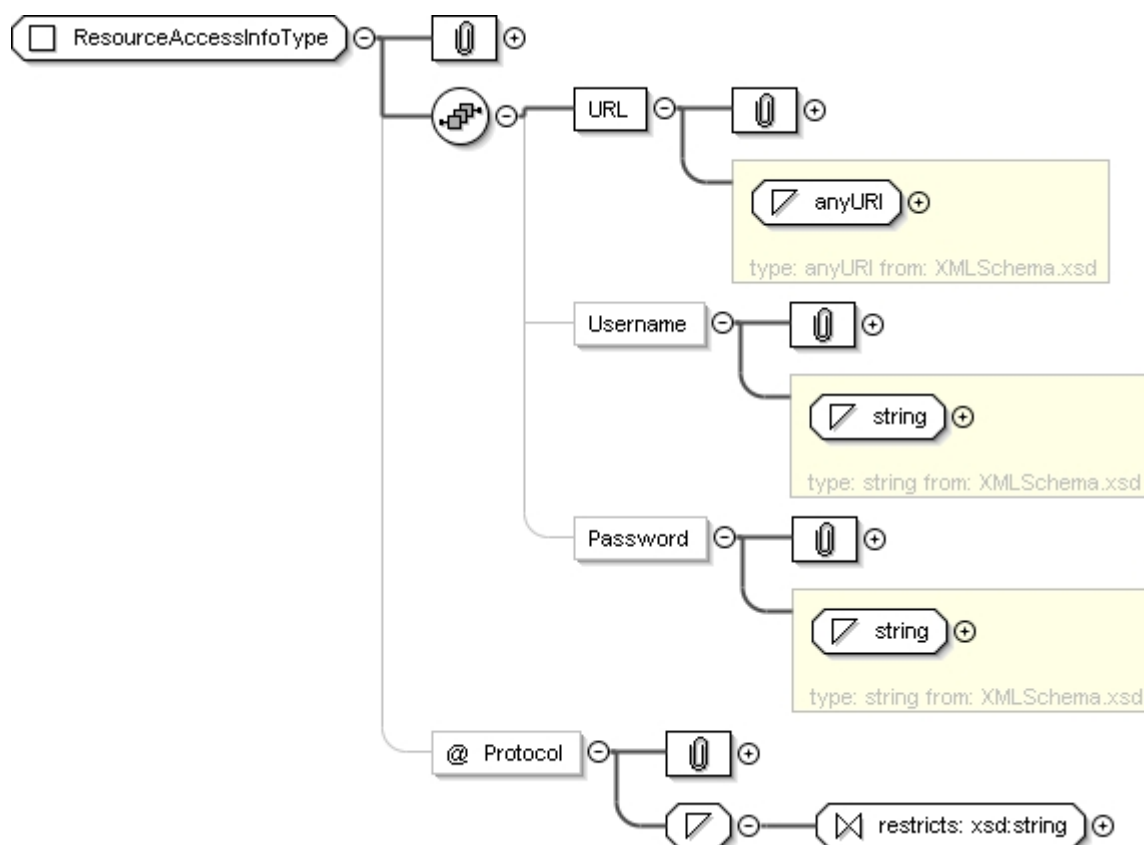 ResourceAccessInfoType
URL
anyURI
type: anyURI from: XMLSchema.xsd
Username
string
type: string from: XMLSchema.xsd
Password
string
type: string from: XMLSchema.xsd
@ Protocol
restricts: xsd:string